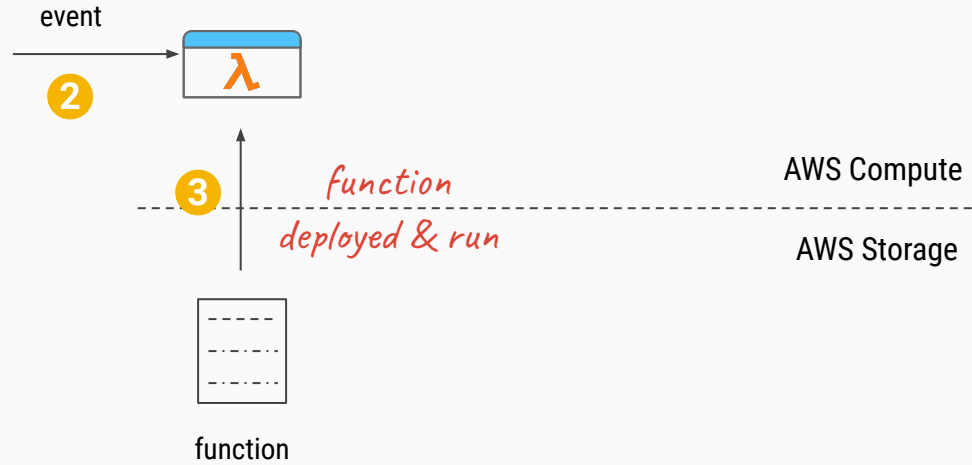 event
2
λ
AWS Compute
3
function
deployed & run
AWS Storage
function